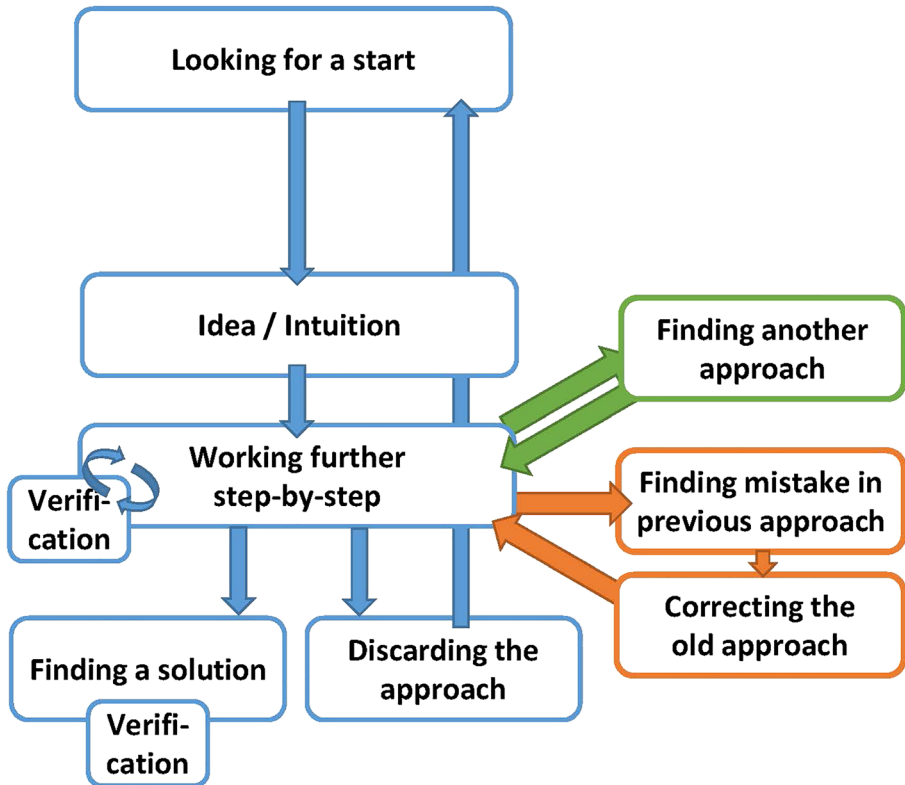 Looking for a start
Idea / Intuition
Finding another
approach
Working further
step-by-step
Verifi-
cation
Finding mistake in
previous approach
Correcting the
old approach
Finding a solution
Verifi-
cation
Discarding the
approach